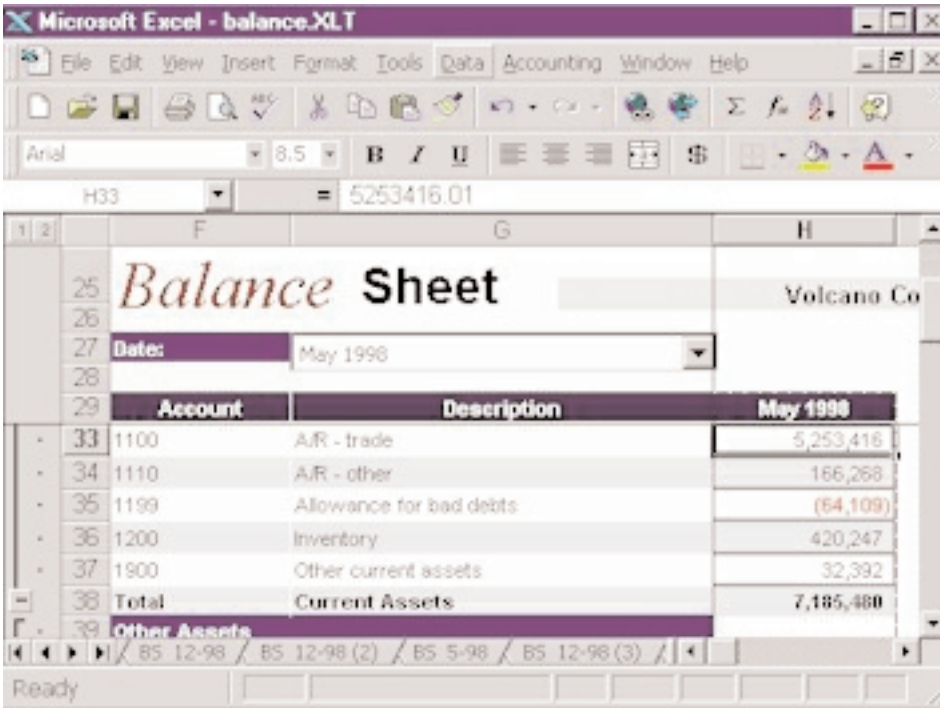 Microsoft Excel - balance.XLT
File Edit View Insert Format Tools Data Accounting Window Help
Arial 8.5 B I U $ A
H33 = 5253416.01
1 2 F G H
25 Balance Sheet Volcano Co
26
27 Date: May 1998
28
29 Account Description May 1998
33 1100 A/R - trade 5,253,416
34 1110 A/R - other 166,268
35 1199 Allowance for bad debts (64,109)
36 1200 Inventory 420,247
37 1900 Other current assets 32,392
38 Total Current Assets 7,185,480
39 Other Assets
BS 12-98 / BS 12-98 (2) / BS 5-98 / BS 12-98 (3)
Ready